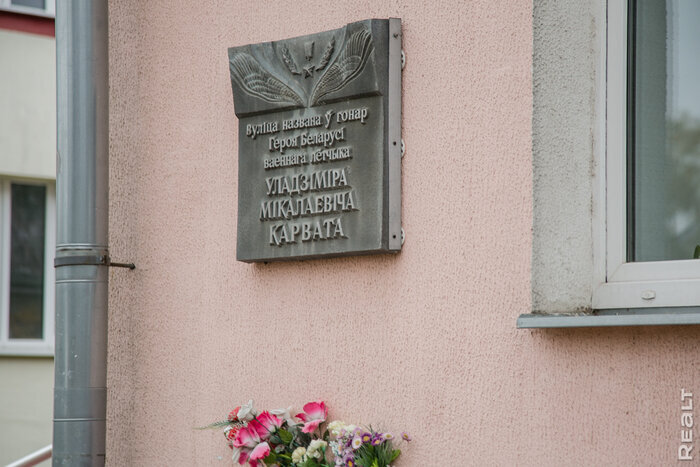 вуліца названа ў гонар
Героя Беларусі
ваеннага лётчыка
УЛАДЗІМІРА
МІКАЛАЕВІЧА
КАРВАТА
REALT